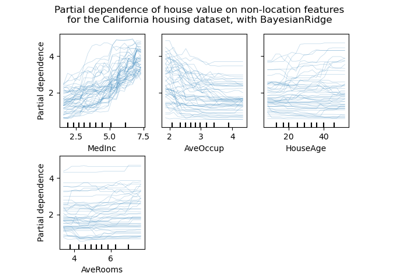 Partial dependence of house value on non-location features
for the California housing dataset, with BayesianRidge
Partial dependence
4
2
2.5
5.0
7.5
MedInc
2
3
4
AveOccup
20
40
HouseAge
Partial dependence
4
2
4
6
AveRooms